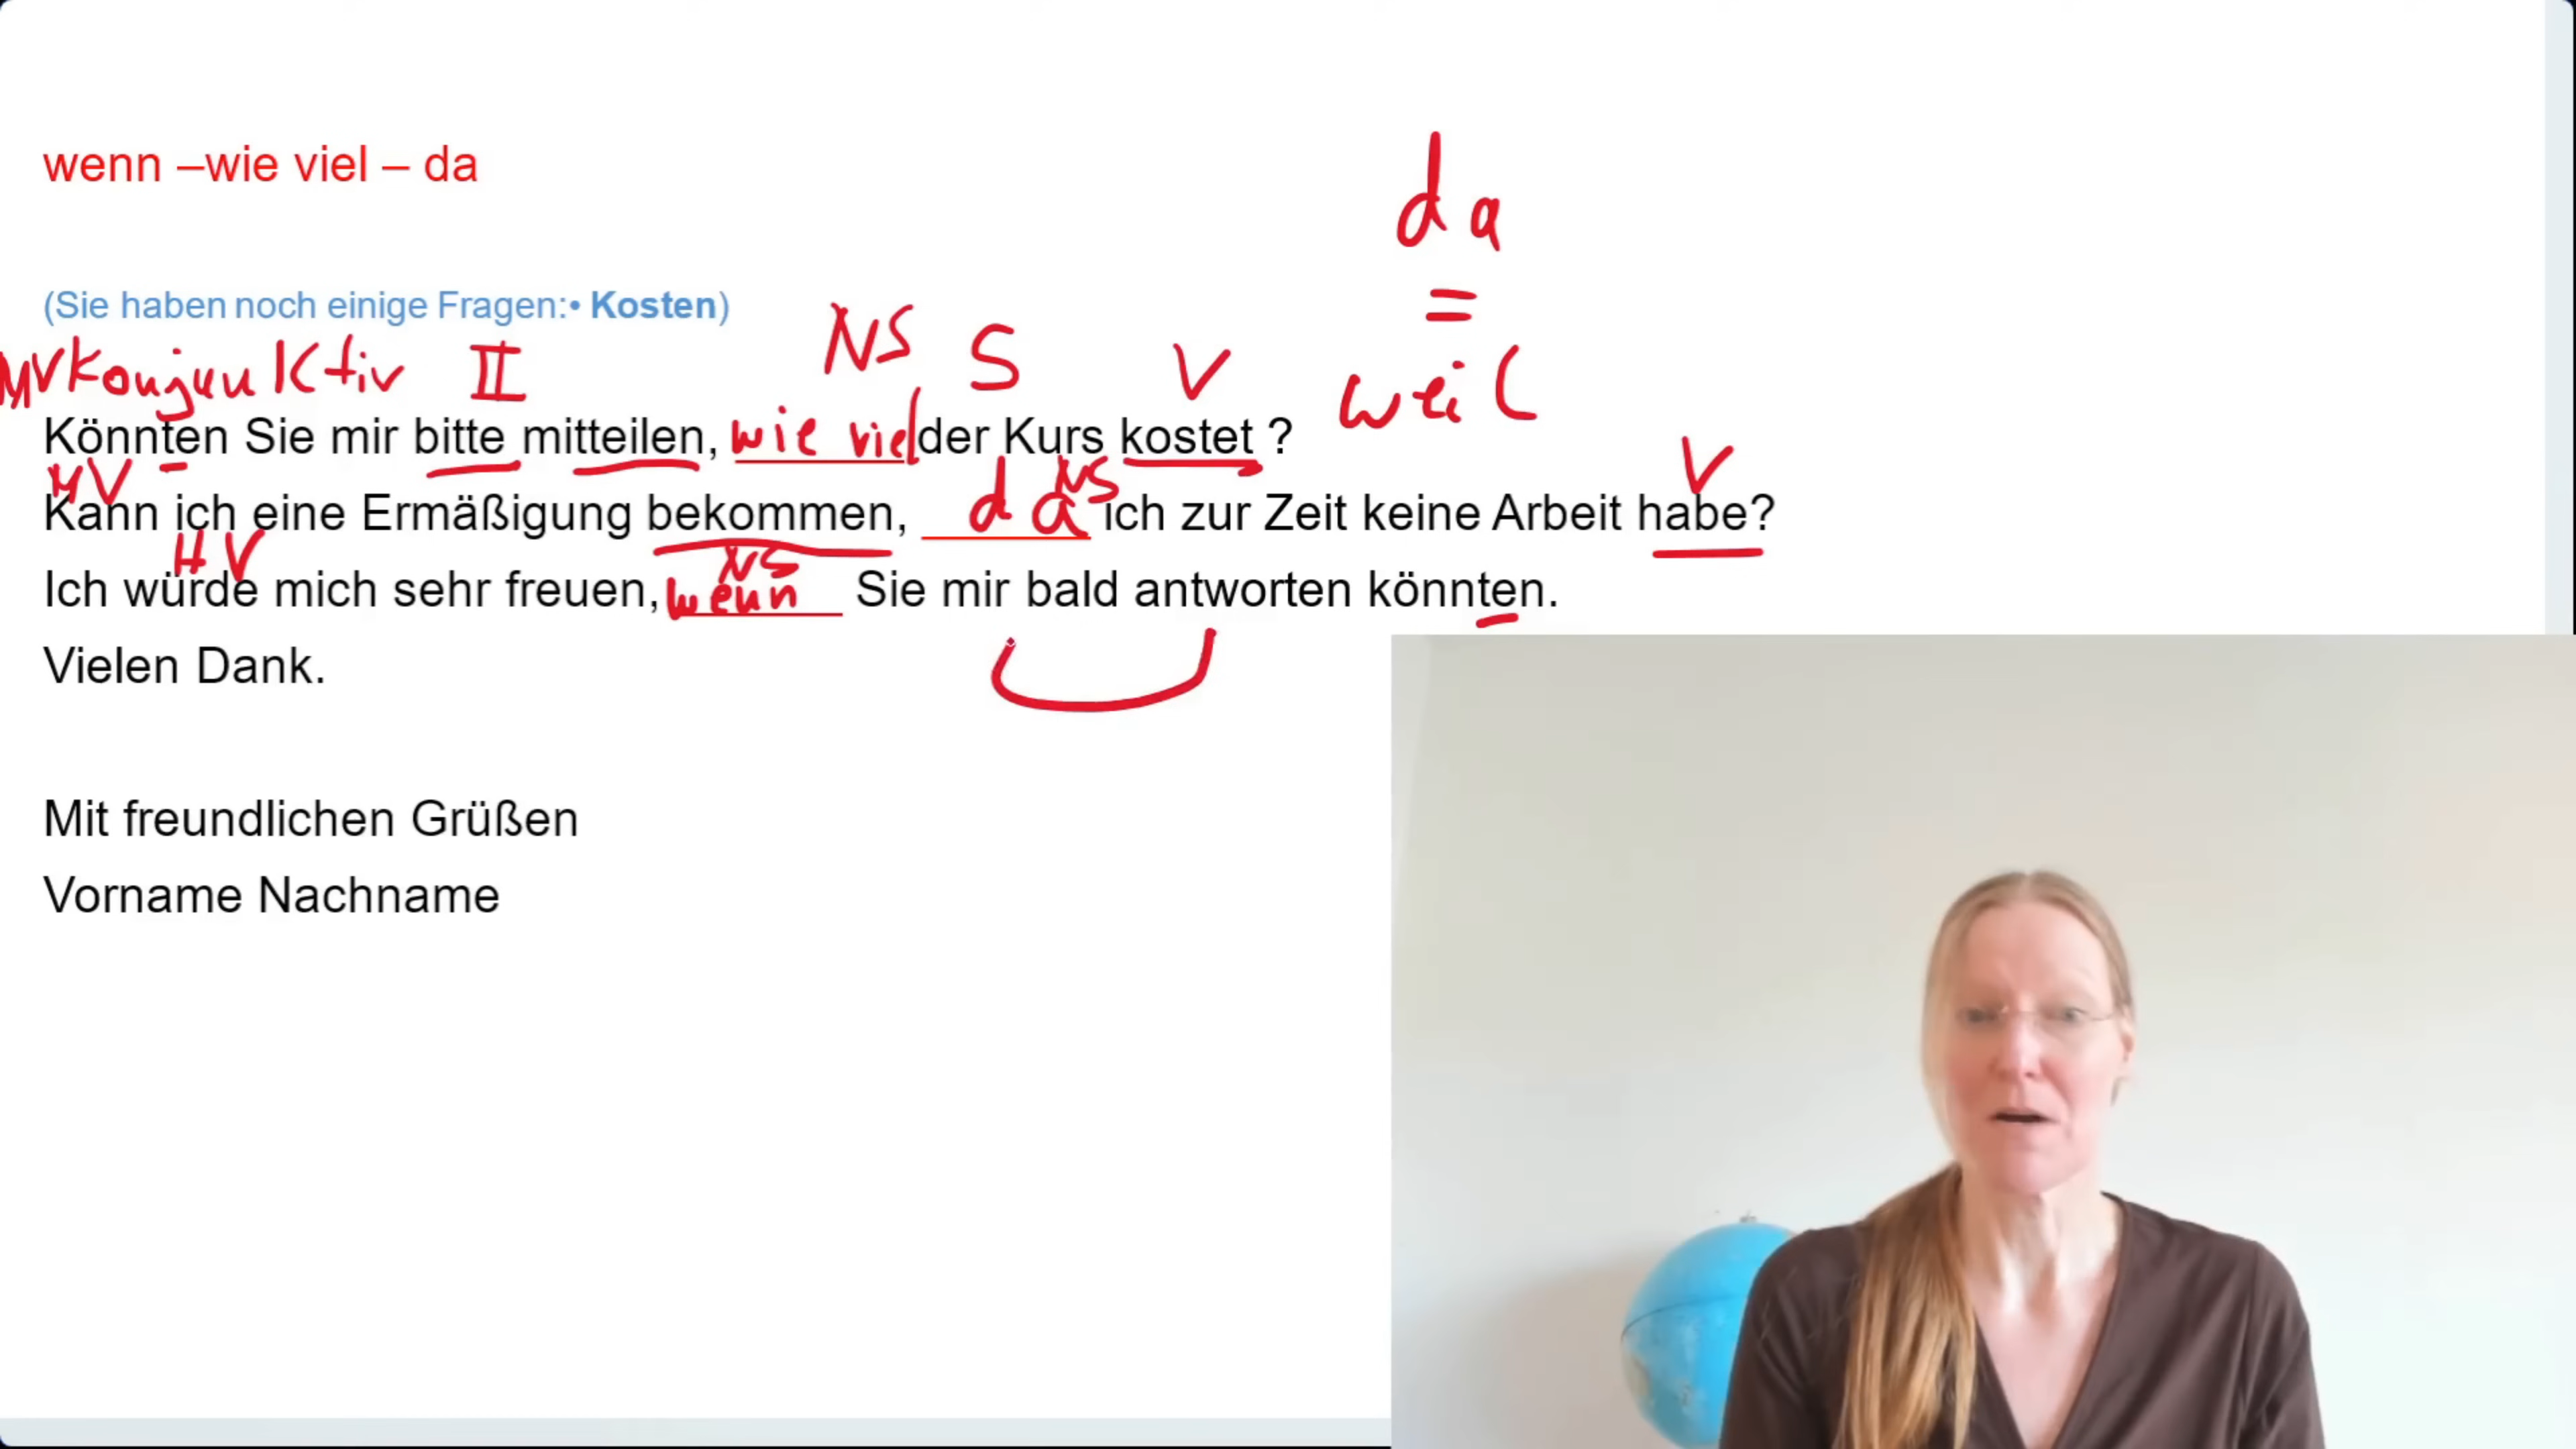 wenn –wie viel – da
da
=
weil
(Sie haben noch einige Fragen:• Kosten)
NS S V
MV Konjunktiv II
Könnten Sie mir bitte mitteilen, wie viel der Kurs kostet ?
MV NS V
Kann ich eine Ermäßigung bekommen, da ich zur Zeit keine Arbeit habe?
HV NS
Ich würde mich sehr freuen, wenn Sie mir bald antworten könnten.
Vielen Dank.
Mit freundlichen Grüßen
Vorname Nachname